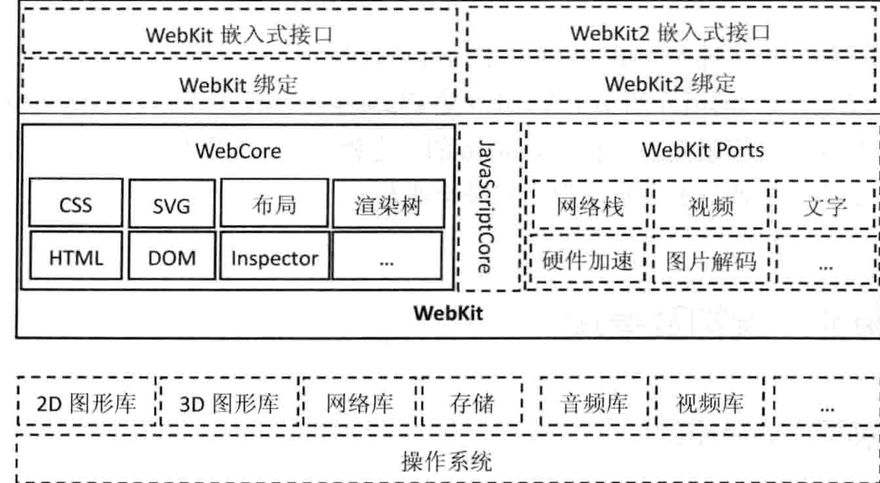 WebKit 嵌入式接口
WebKit2 嵌入式接口
WebKit 绑定
WebKit2 绑定
WebCore
CSS
SVG
布局
渲染树
HTML
DOM
Inspector
...
JavaScriptCore
WebKit Ports
网络栈
视频
文字
硬件加速
图片解码
...
WebKit
2D 图形库
3D 图形库
网络库
存储
音频库
视频库
...
操作系统